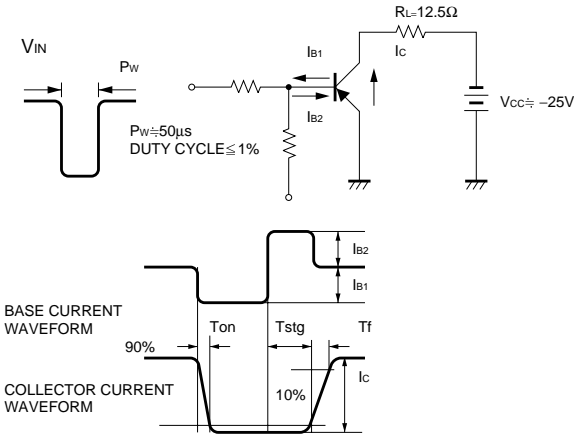 RL=12.5Ω
VIN
IB1
IC
PW
VCC≒ −25V
IB2
PW≒50μs
DUTY CYCLE≦1%
IB2
IB1
BASE CURRENT
WAVEFORM
Ton
Tstg
Tf
90%
IC
COLLECTOR CURRENT
WAVEFORM
10%